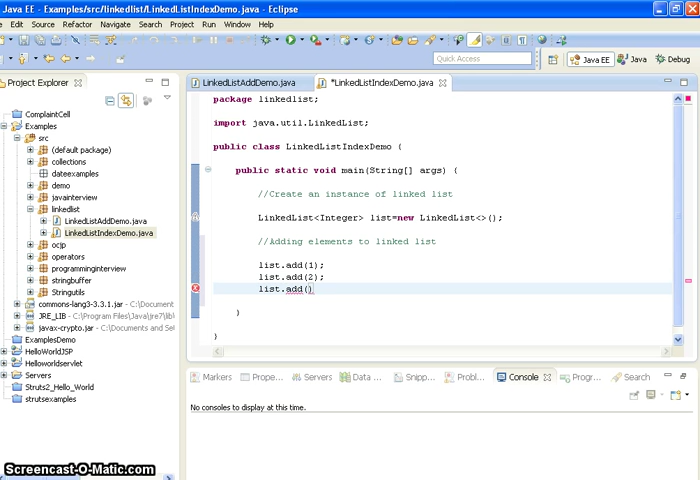 Java EE - Examples/src/linkedlist/LinkedListIndexDemo.java - Eclipse
File Edit Source Refactor Navigate Search Project Run Window Help
Quick Access
Java EE
Java
Debug
Project Explorer
LinkedListAddDemo.java
*LinkedListIndexDemo.java
ComplaintCell
Examples
src
(default package)
collections
dateexamples
demo
javainterview
linkedlist
LinkedListAddDemo.java
LinkedListIndexDemo.java
ocjp
operators
programminginterview
stringbuffer
Stringutils
commons-lang3-3.3.1.jar - C:\Document
JRE_LIB - C:\Program Files\Java\jre7\lib\
javax-crypto.jar - C:\Documents and Set
ExamplesDemo
HelloWorldJSP
Helloworldservlet
Servers
Struts2_Hello_World
strutsexamples
package linkedlist;
import java.util.LinkedList;
public class LinkedListIndexDemo {
public static void main(String[] args) {
//Create an instance of linked list
LinkedList<Integer> list=new LinkedList<>();
//Adding elements to linked list
list.add(1);
list.add(2);
list.add()
}
}
Markers
Prope...
Servers
Data ...
Snipp...
Probl...
Console
Progr...
Search
No consoles to display at this time.
Screencast-O-Matic.com